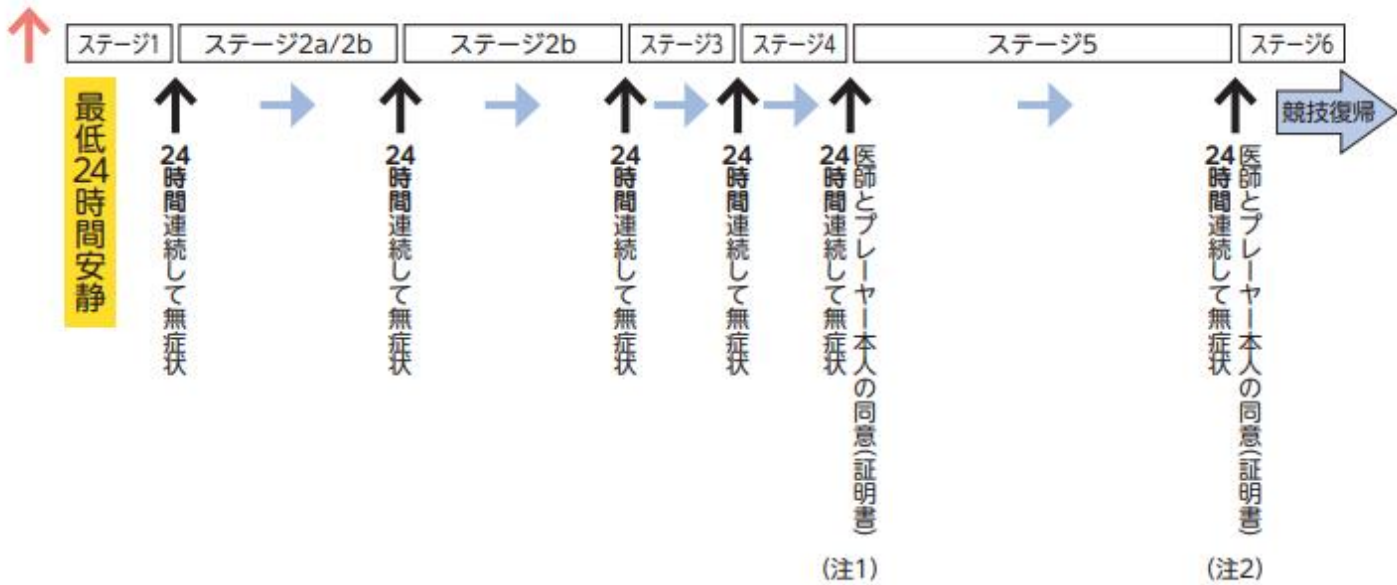 ステージ1
ステージ2a/2b
ステージ2b
ステージ3
ステージ4
ステージ5
ステージ6
最低24時間安静
24時間連続して無症状
24時間連続して無症状
24時間連続して無症状
24時間連続して無症状
24時間連続して無症状
医師とプレーヤー本人の同意(証明書)
(注1)
24時間連続して無症状
医師とプレーヤー本人の同意(証明書)
(注2)
競技復帰